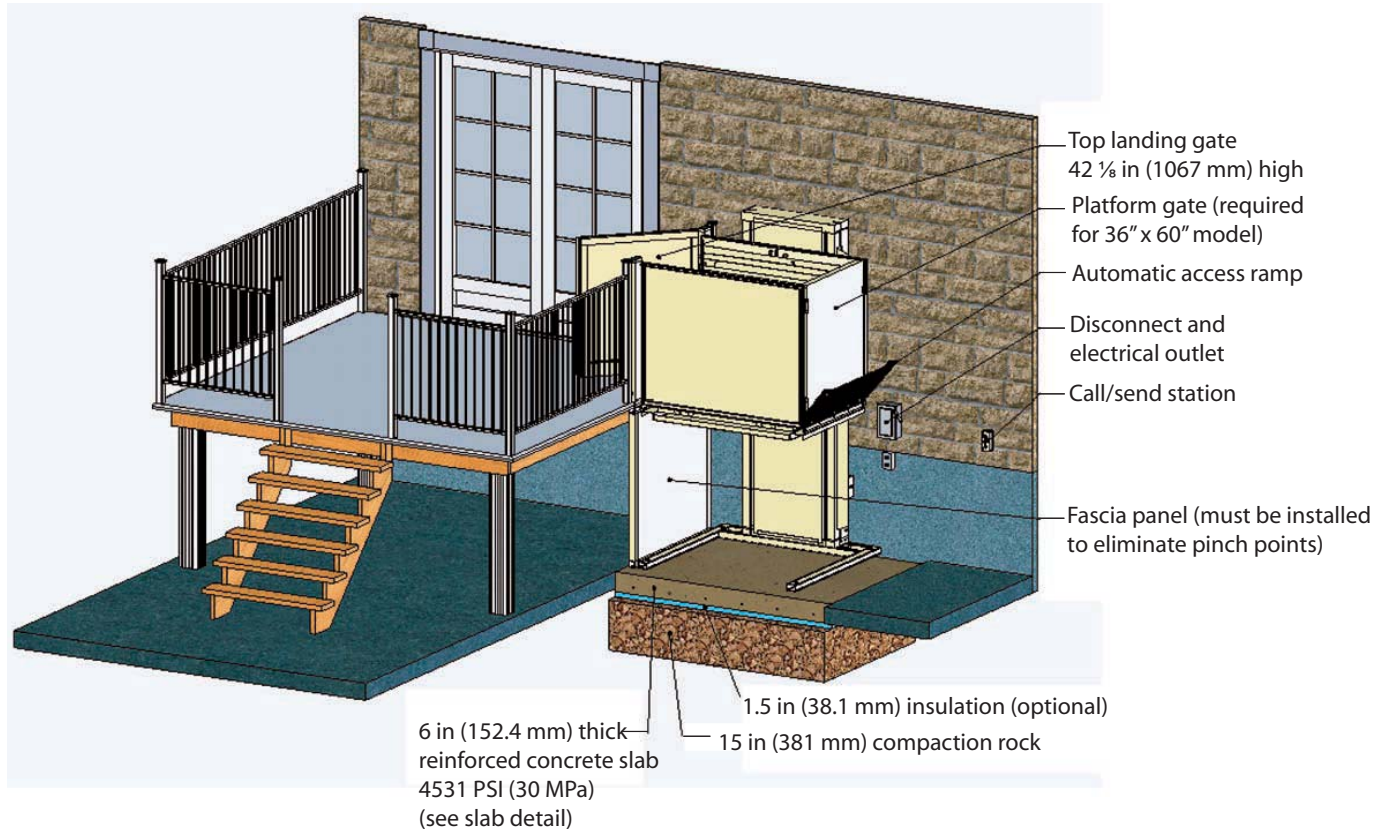 Top landing gate
42 ⅛ in (1067 mm) high
Platform gate (required
for 36” x 60” model)
Automatic access ramp
Disconnect and
electrical outlet
Call/send station
Fascia panel (must be installed
to eliminate pinch points)
1.5 in (38.1 mm) insulation (optional)
15 in (381 mm) compaction rock
6 in (152.4 mm) thick
reinforced concrete slab
4531 PSI (30 MPa)
(see slab detail)